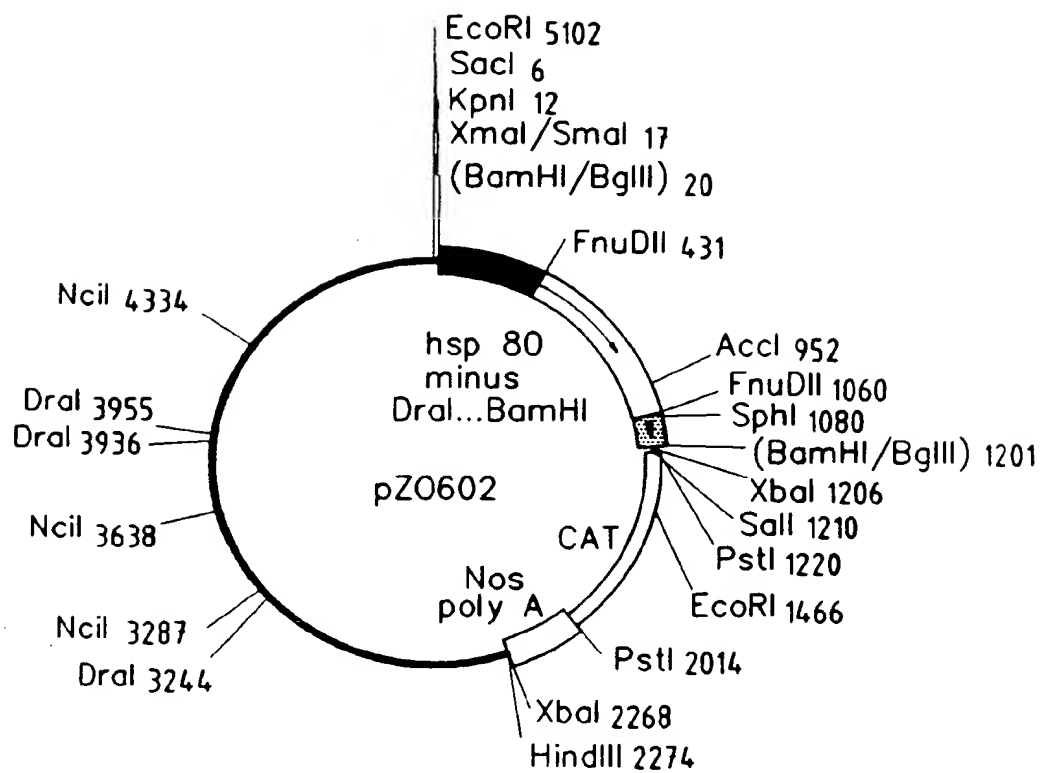 EcoRI 5102
SacI 6
KpnI 12
XmaI/SmaI 17
(BamHI/BglII) 20
FnuDII 431
NciI 4334
hsp 80
minus
DraI...BamHI
AccI 952
FnuDII 1060
SphI 1080
(BamHI/BglII) 1201
XbaI 1206
SalI 1210
PstI 1220
EcoRI 1466
DraI 3955
DraI 3936
pZO602
NciI 3638
CAT
Nos
poly A
NciI 3287
DraI 3244
PstI 2014
XbaI 2268
HindIII 2274